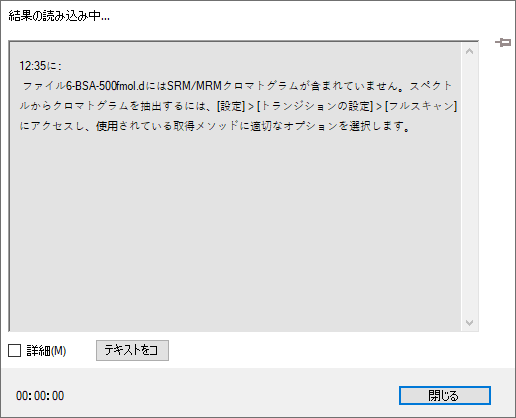 結果の読み込み中...
12:35に:
ファイル6-BSA-500fmol.dにはSRM/MRMクロマトグラムが含まれていません。スペクト
ルからクロマトグラムを抽出するには、[設定] > [トランジションの設定] > [フルスキャン]
にアクセスし、使用されている取得メソッドに適切なオプションを選択します。
詳細(M)
テキストをコ
00:00:00
閉じる